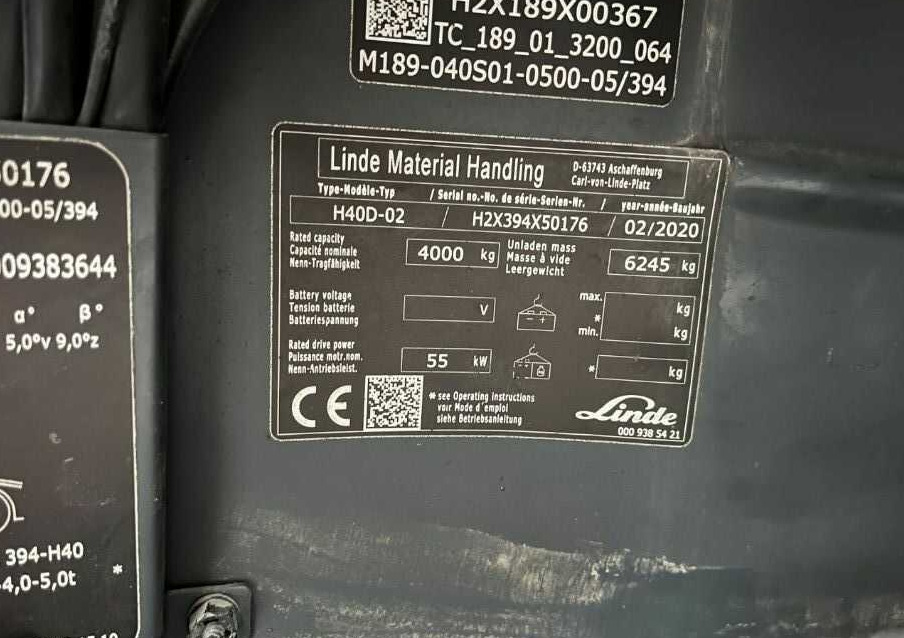 H2X189X00367
TC_189_01_3200_064
M189-040S01-0500-05/394
Linde Material Handling
D-63743 Aschaffenburg
Carl-von-Linde-Platz
Type-Modèle-Typ / Serial no.-No. de série-Serien-Nr. / year-année-Baujahr
H40D-02 / H2X394X50176 / 02/2020
Rated capacity
Capacité nominale
Nenn-Tragfähigkeit
4000 kg
Unladen mass
Masse à vide
Leergewicht
6245 kg
Battery voltage
Tension batterie
Batteriespannung
V
- +
max. kg
*
min. kg
Rated drive power
Puissance motr.nom.
Nenn-Antriebsleist.
55 kW
* kg
CE
* see Operating instructions
voir Mode d'emploi
siehe Betriebsanleitung
Linde
000 938 54 21
0176
00-05/394
09383644
α° β°
5,0°v 9,0°z
394-H40
4,0-5,0t *